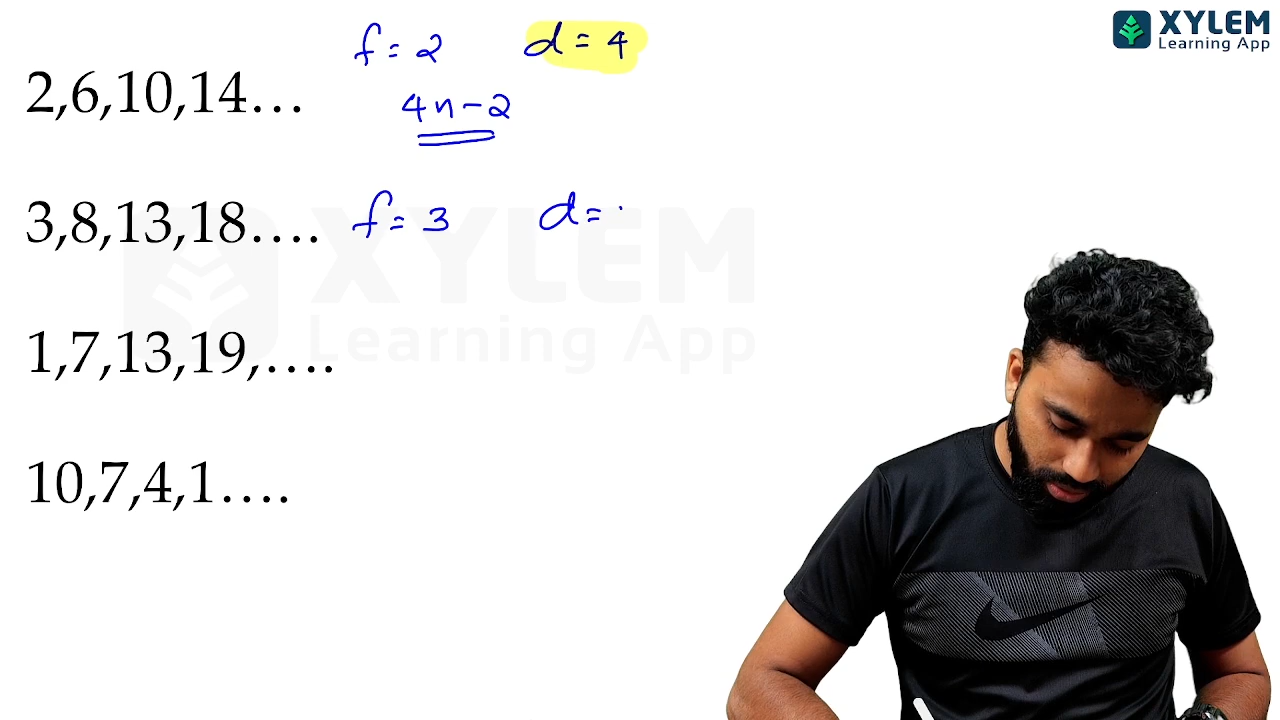 XYLEM
Learning App
f = 2 d = 4
2,6,10,14...
4n-2
3,8,13,18.... f = 3 d =
XYLEM
Learning App
1,7,13,19,....
10,7,4,1....